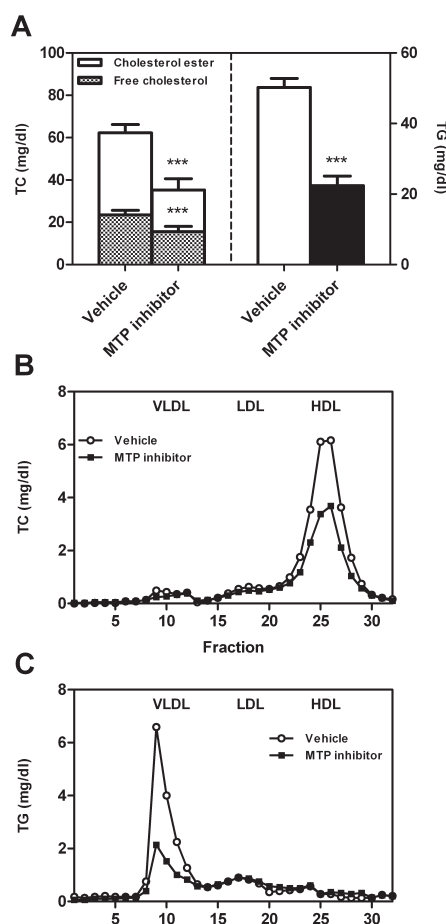 A
Cholesterol ester
Free cholesterol
TC (mg/dl)
100
80
60
40
20
0
***
***
***
TG (mg/dl)
60
40
20
0
Vehicle
MTP inhibitor
Vehicle
MTP inhibitor
B
VLDL LDL HDL
Vehicle
MTP inhibitor
TC (mg/dl)
8
6
4
2
0
5 10 15 20 25 30
Fraction
C
VLDL LDL HDL
Vehicle
MTP inhibitor
TG (mg/dl)
8
6
4
2
0
5 10 15 20 25 30